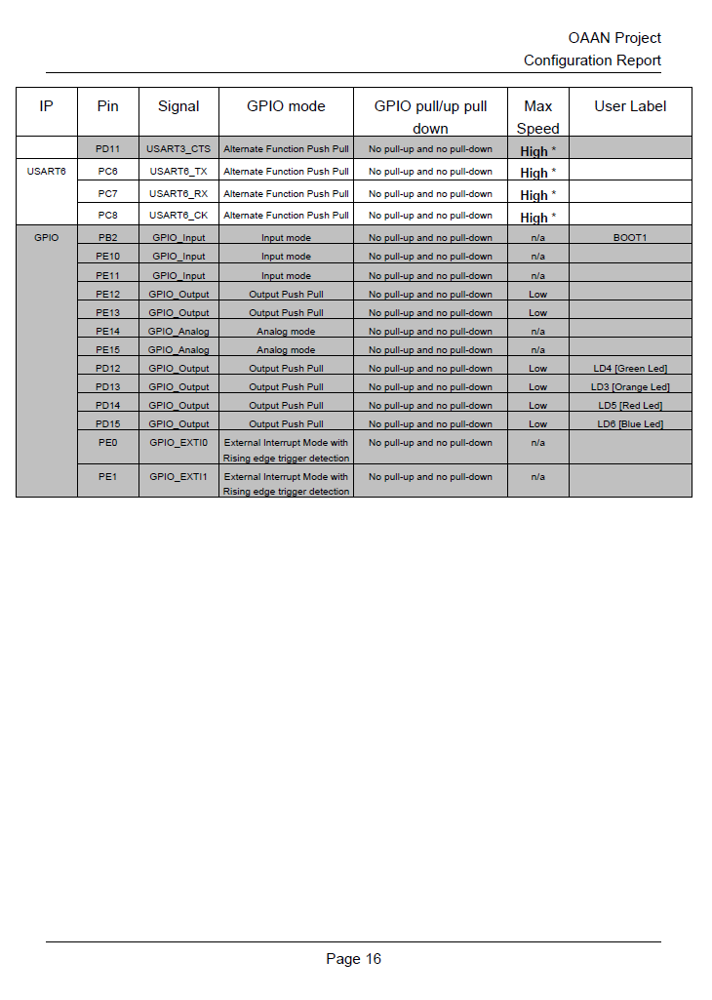 OAAN Project
Configuration Report
IP Pin Signal GPIO mode GPIO pull/up pull Max User Label
down Speed
PD11 USART3_CTS Alternate Function Push Pull No pull-up and no pull-down High *
USART6 PC6 USART6_TX Alternate Function Push Pull No pull-up and no pull-down High *
PC7 USART6_RX Alternate Function Push Pull No pull-up and no pull-down High *
PC8 USART6_CK Alternate Function Push Pull No pull-up and no pull-down High *
GPIO PB2 GPIO_Input Input mode No pull-up and no pull-down n/a BOOT1
PE10 GPIO_Input Input mode No pull-up and no pull-down n/a
PE11 GPIO_Input Input mode No pull-up and no pull-down n/a
PE12 GPIO_Output Output Push Pull No pull-up and no pull-down Low
PE13 GPIO_Output Output Push Pull No pull-up and no pull-down Low
PE14 GPIO_Analog Analog mode No pull-up and no pull-down n/a
PE15 GPIO_Analog Analog mode No pull-up and no pull-down n/a
PD12 GPIO_Output Output Push Pull No pull-up and no pull-down Low LD4 [Green Led]
PD13 GPIO_Output Output Push Pull No pull-up and no pull-down Low LD3 [Orange Led]
PD14 GPIO_Output Output Push Pull No pull-up and no pull-down Low LD5 [Red Led]
PD15 GPIO_Output Output Push Pull No pull-up and no pull-down Low LD6 [Blue Led]
PE0 GPIO_EXTI0 External Interrupt Mode with No pull-up and no pull-down n/a
Rising edge trigger detection
PE1 GPIO_EXTI1 External Interrupt Mode with No pull-up and no pull-down n/a
Rising edge trigger detection
Page 16